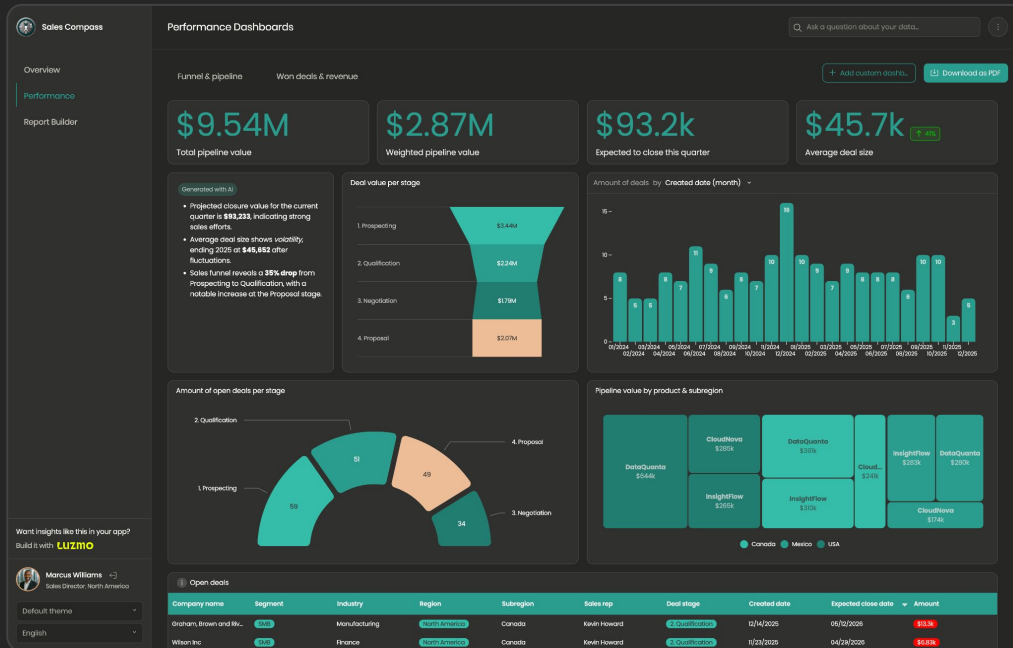 Sales Compass
Performance Dashboards
Ask a question about your data...
Overview
Performance
Report Builder
Funnel & pipeline
Won deals & revenue
+ Add custom dashbo...
Download as PDF
$9.54M
Total pipeline value
$2.87M
Weighted pipeline value
$93.2k
Expected to close this quarter
$45.7k
↑ 41%
Average deal size
Generated with AI
• Projected closure value for the current
quarter is $93,233, indicating strong
sales efforts.
• Average deal size shows volatility,
ending 2025 at $45,652 after
fluctuations.
• Sales funnel reveals a 35% drop from
Prospecting to Qualification, with a
notable increase at the Proposal stage.
Deal value per stage
1. Prospecting
$3.44M
2. Qualification
$2.24M
3. Negotiation
$1.79M
4. Proposal
$2.07M
Amount of deals by Created date (month)
15
10
5
0
8 5 5 8 7 11 9 6 8 7 10 16 10 9 7 9 8 8 8 6 10 10 3 5
01/2024 03/2024 05/2024 07/2024 09/2024 11/2024 01/2025 03/2025 05/2025 07/2025 09/2025 11/2025
02/2024 04/2024 06/2024 08/2024 10/2024 12/2024 02/2025 04/2025 06/2025 08/2025 10/2025 12/2025
Amount of open deals per stage
2. Qualification
51
4. Proposal
49
1. Prospecting
59
3. Negotiation
34
Pipeline value by product & subregion
DataQuanta
$644k
CloudNova
$285k
InsightFlow
$265k
DataQuanta
$391k
InsightFlow
$310k
Cloud...
$241k
InsightFlow
$283k
DataQuanta
$280k
CloudNova
$174k
Canada
Mexico
USA
Want insights like this in your app?
Build it with Luzmo
Marcus Williams
Sales Director, North America
Default theme
English
Open deals
Company name Segment Industry Region Subregion Sales rep Deal stage Created date Expected close date Amount
Graham, Brown and Riv... SMB Manufacturing North America Canada Kevin Howard 2. Qualification 12/14/2025 05/12/2026 $13.3k
Wilson Inc SMB Finance North America Canada Kevin Howard 2. Qualification 11/23/2025 04/29/2026 $6.83k